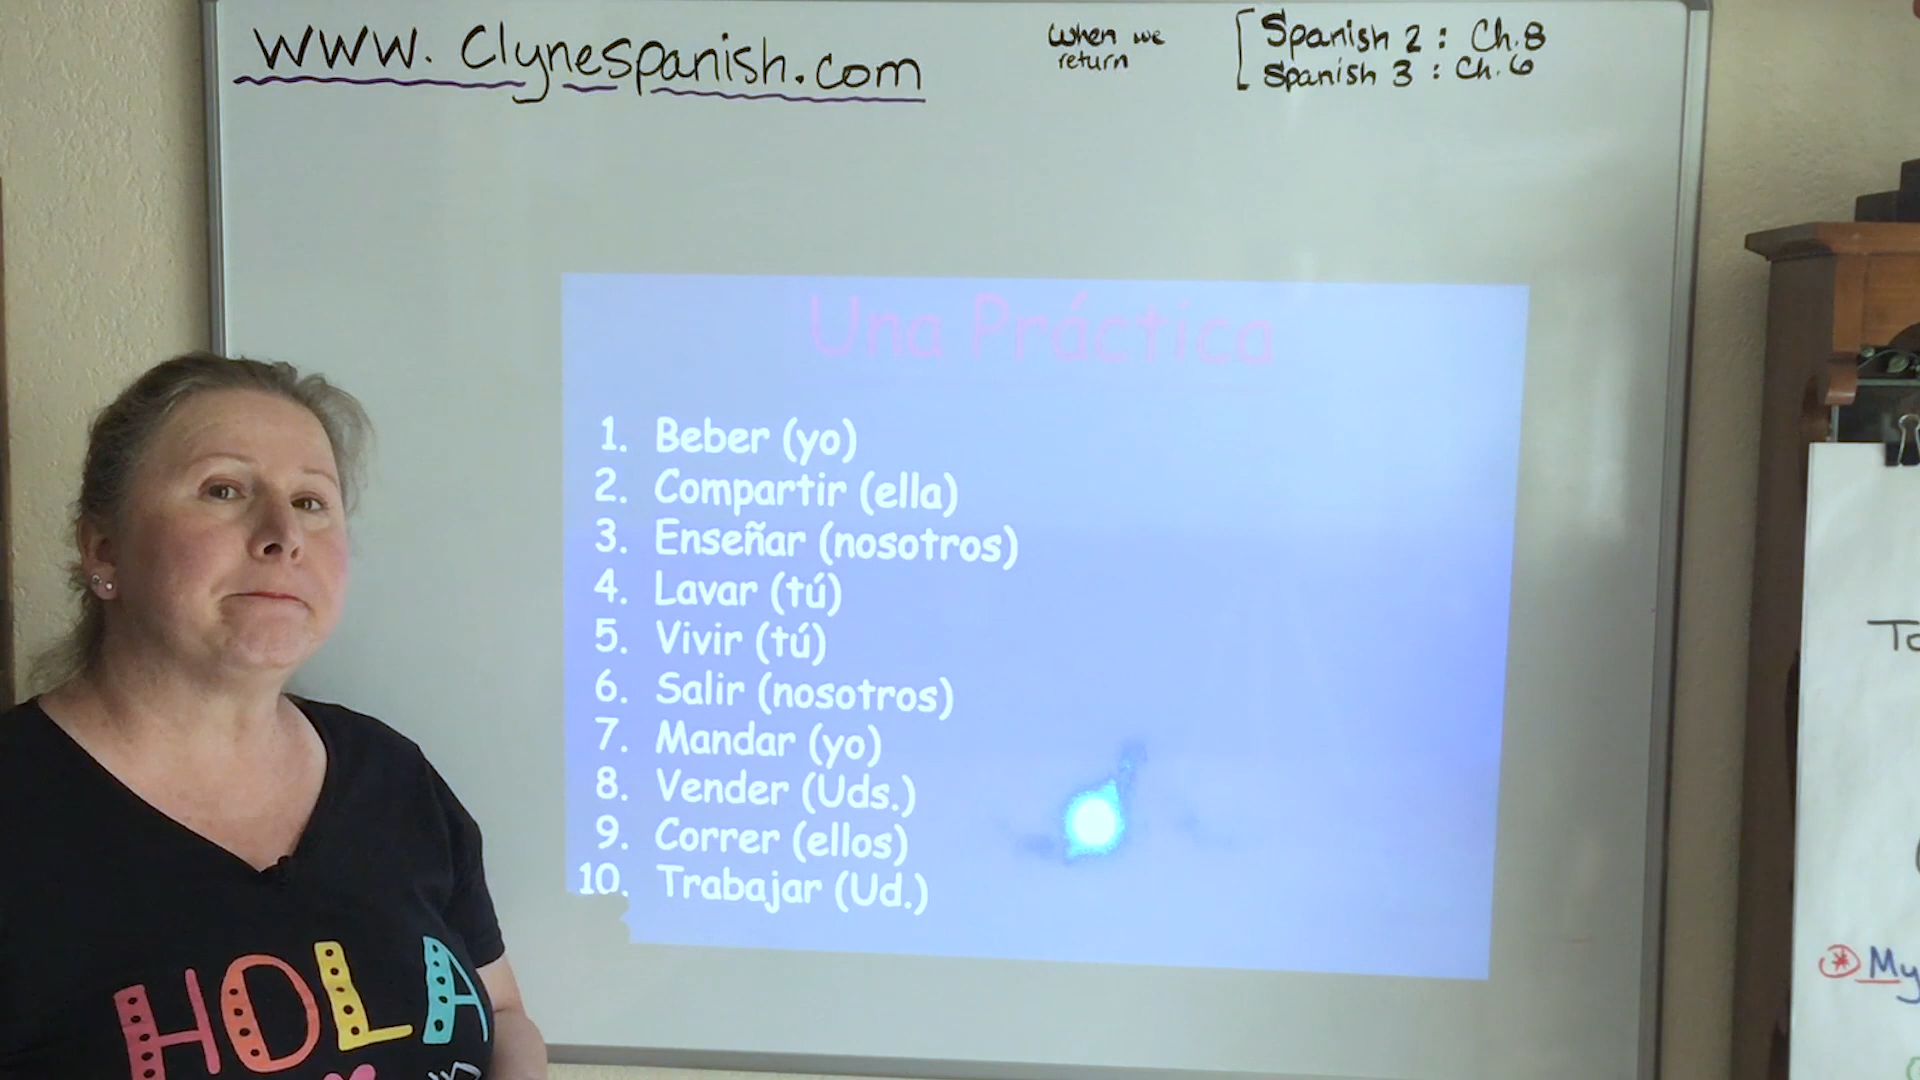 www.Clynespanish.com
When we
return
Spanish 2 : Ch.8
Spanish 3 : Ch.6
Una Práctica
1. Beber (yo)
2. Compartir (ella)
3. Enseñar (nosotros)
4. Lavar (tú)
5. Vivir (tú)
6. Salir (nosotros)
7. Mandar (yo)
8. Vender (Uds.)
9. Correr (ellos)
10. Trabajar (Ud.)
HOLA
My